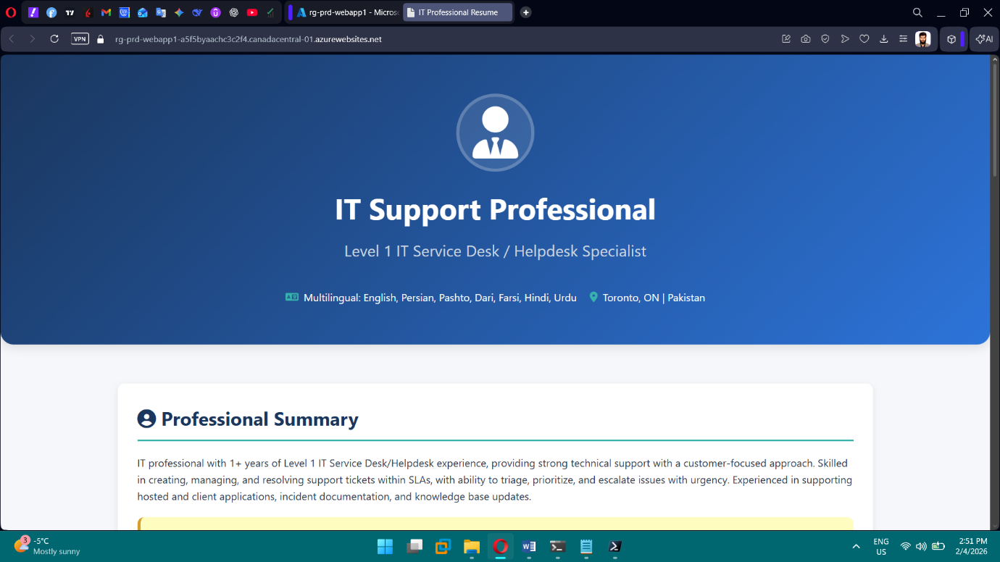 rg-prd-webapp1 - Micros
IT Professional Resume
VPN
rg-prd-webapp1-a5f5byaachc3c2f4.canadacentral-01.azurewebsites.net
AI
IT Support Professional
Level 1 IT Service Desk / Helpdesk Specialist
Multilingual: English, Persian, Pashto, Dari, Farsi, Hindi, Urdu
Toronto, ON | Pakistan
Professional Summary
IT professional with 1+ years of Level 1 IT Service Desk/Helpdesk experience, providing strong technical support with a customer-focused approach. Skilled
in creating, managing, and resolving support tickets within SLAs, with ability to triage, prioritize, and escalate issues with urgency. Experienced in supporting
hosted and client applications, incident documentation, and knowledge base updates.
3
-5°C
Mostly sunny
ENG
US
2:51 PM
2/4/2026